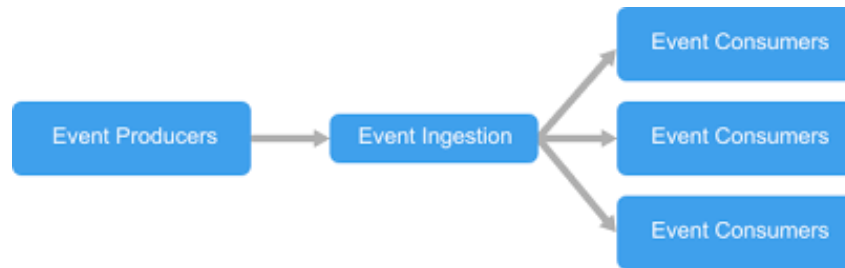 Event Consumers
Event Producers
Event Ingestion
Event Consumers
Event Consumers